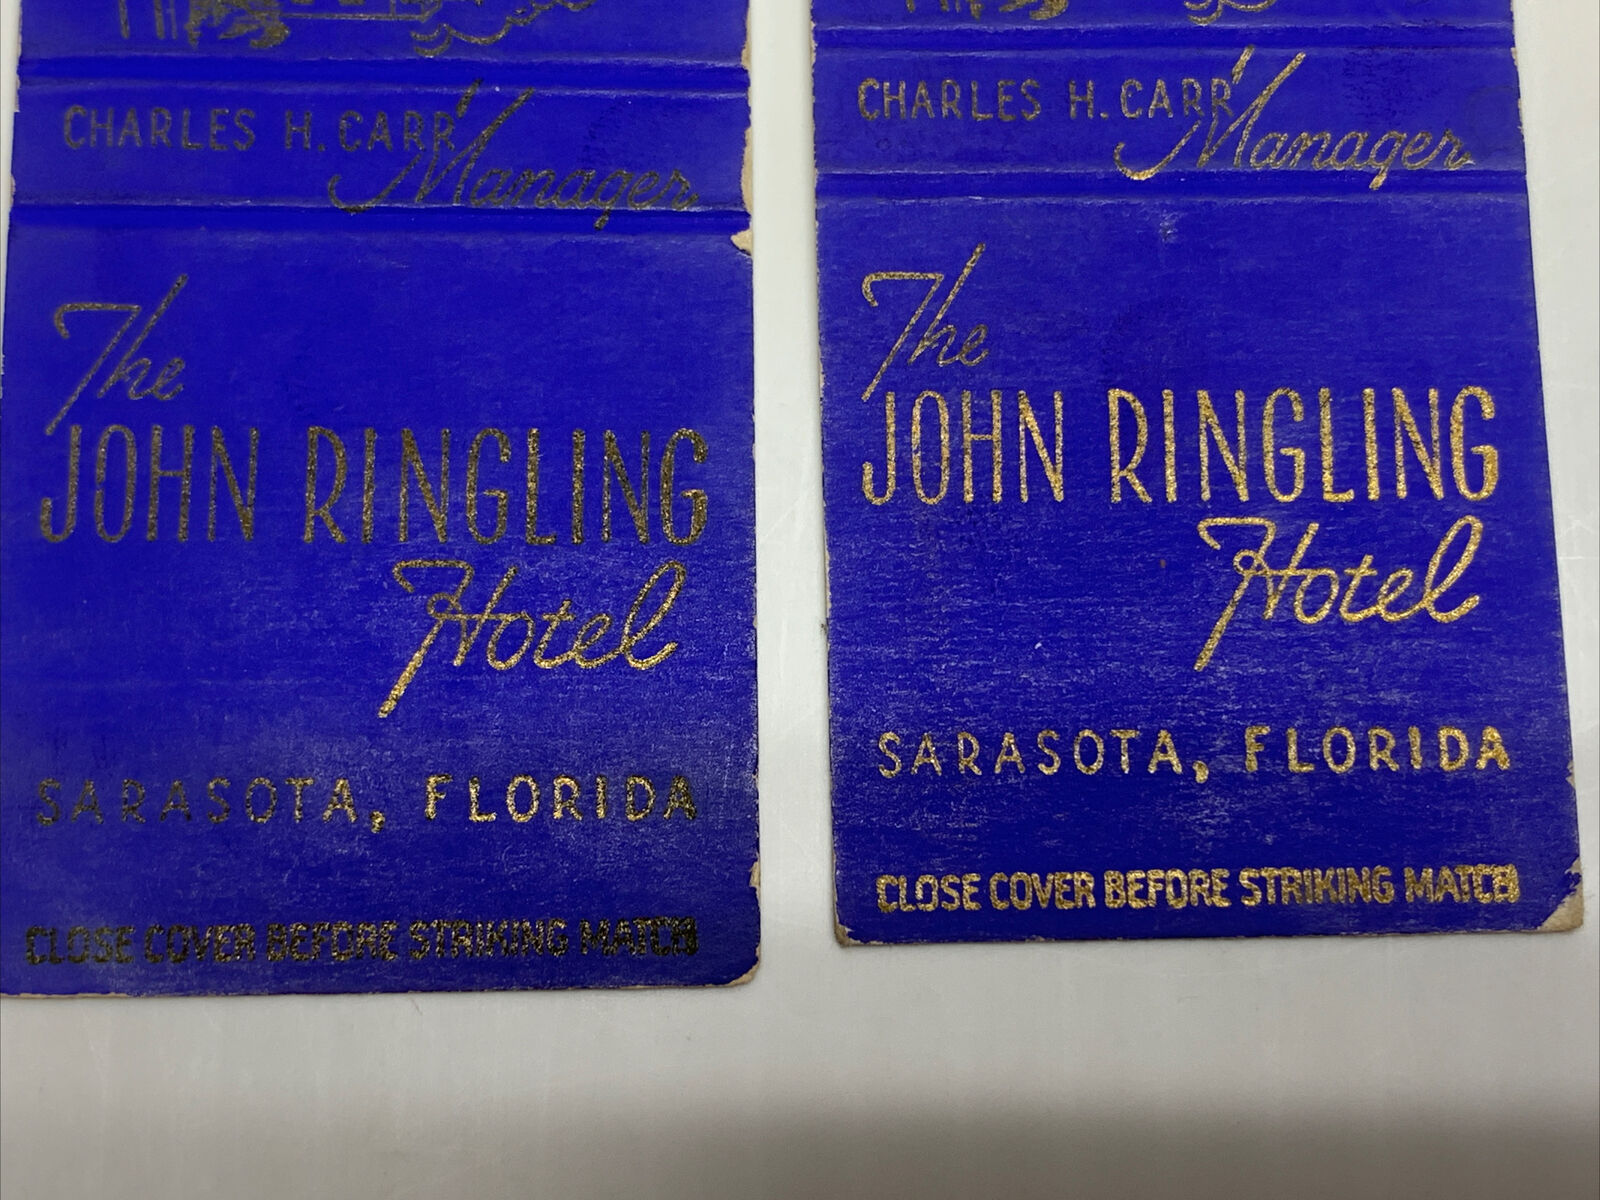 CHARLES H. CARR
Manager
The
JOHN RINGLING
Hotel
SARASOTA, FLORIDA
CLOSE COVER BEFORE STRIKING MATCH
CHARLES H. CARR
Manager
The
JOHN RINGLING
Hotel
SARASOTA, FLORIDA
CLOSE COVER BEFORE STRIKING MATCH